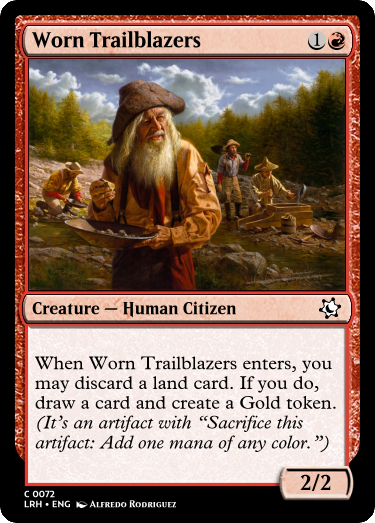 Worn Trailblazers 1
Creature — Human Citizen
When Worn Trailblazers enters, you
may discard a land card. If you do,
draw a card and create a Gold token.
(It's an artifact with “Sacrifice this
artifact: Add one mana of any color.”)
2/2
C 0072
LRH • ENG Alfredo Rodriguez